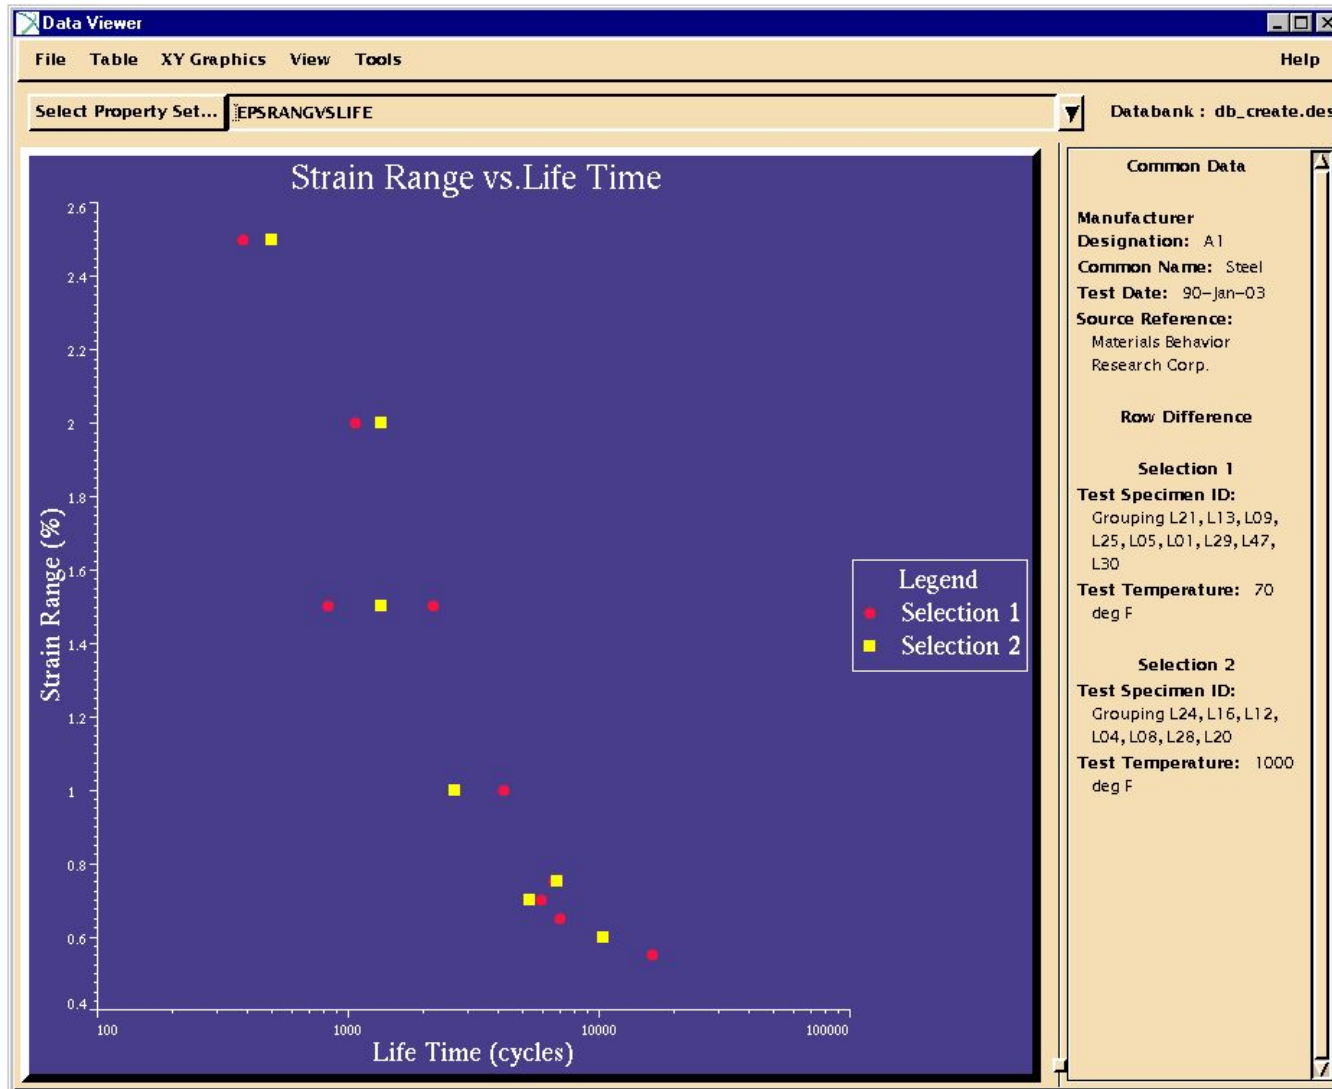 Data Viewer
File Table XY Graphics View Tools Help
Select Property Set... EPSRANGVSLIFE Databank : db_create.des
Strain Range vs.Life Time
2.6
2.4
2.2
2
1.8
1.6
1.4
1.2
1
0.8
0.6
0.4
Strain Range (%)
100 1000 10000 100000
Life Time (cycles)
Legend
Selection 1
Selection 2
Common Data
Manufacturer
Designation: A1
Common Name: Steel
Test Date: 90-Jan-03
Source Reference:
Materials Behavior
Research Corp.
Row Difference
Selection 1
Test Specimen ID:
Grouping L21, L13, L09,
L25, L05, L01, L29, L47,
L30
Test Temperature: 70
deg F
Selection 2
Test Specimen ID:
Grouping L24, L16, L12,
L04, L08, L28, L20
Test Temperature: 1000
deg F